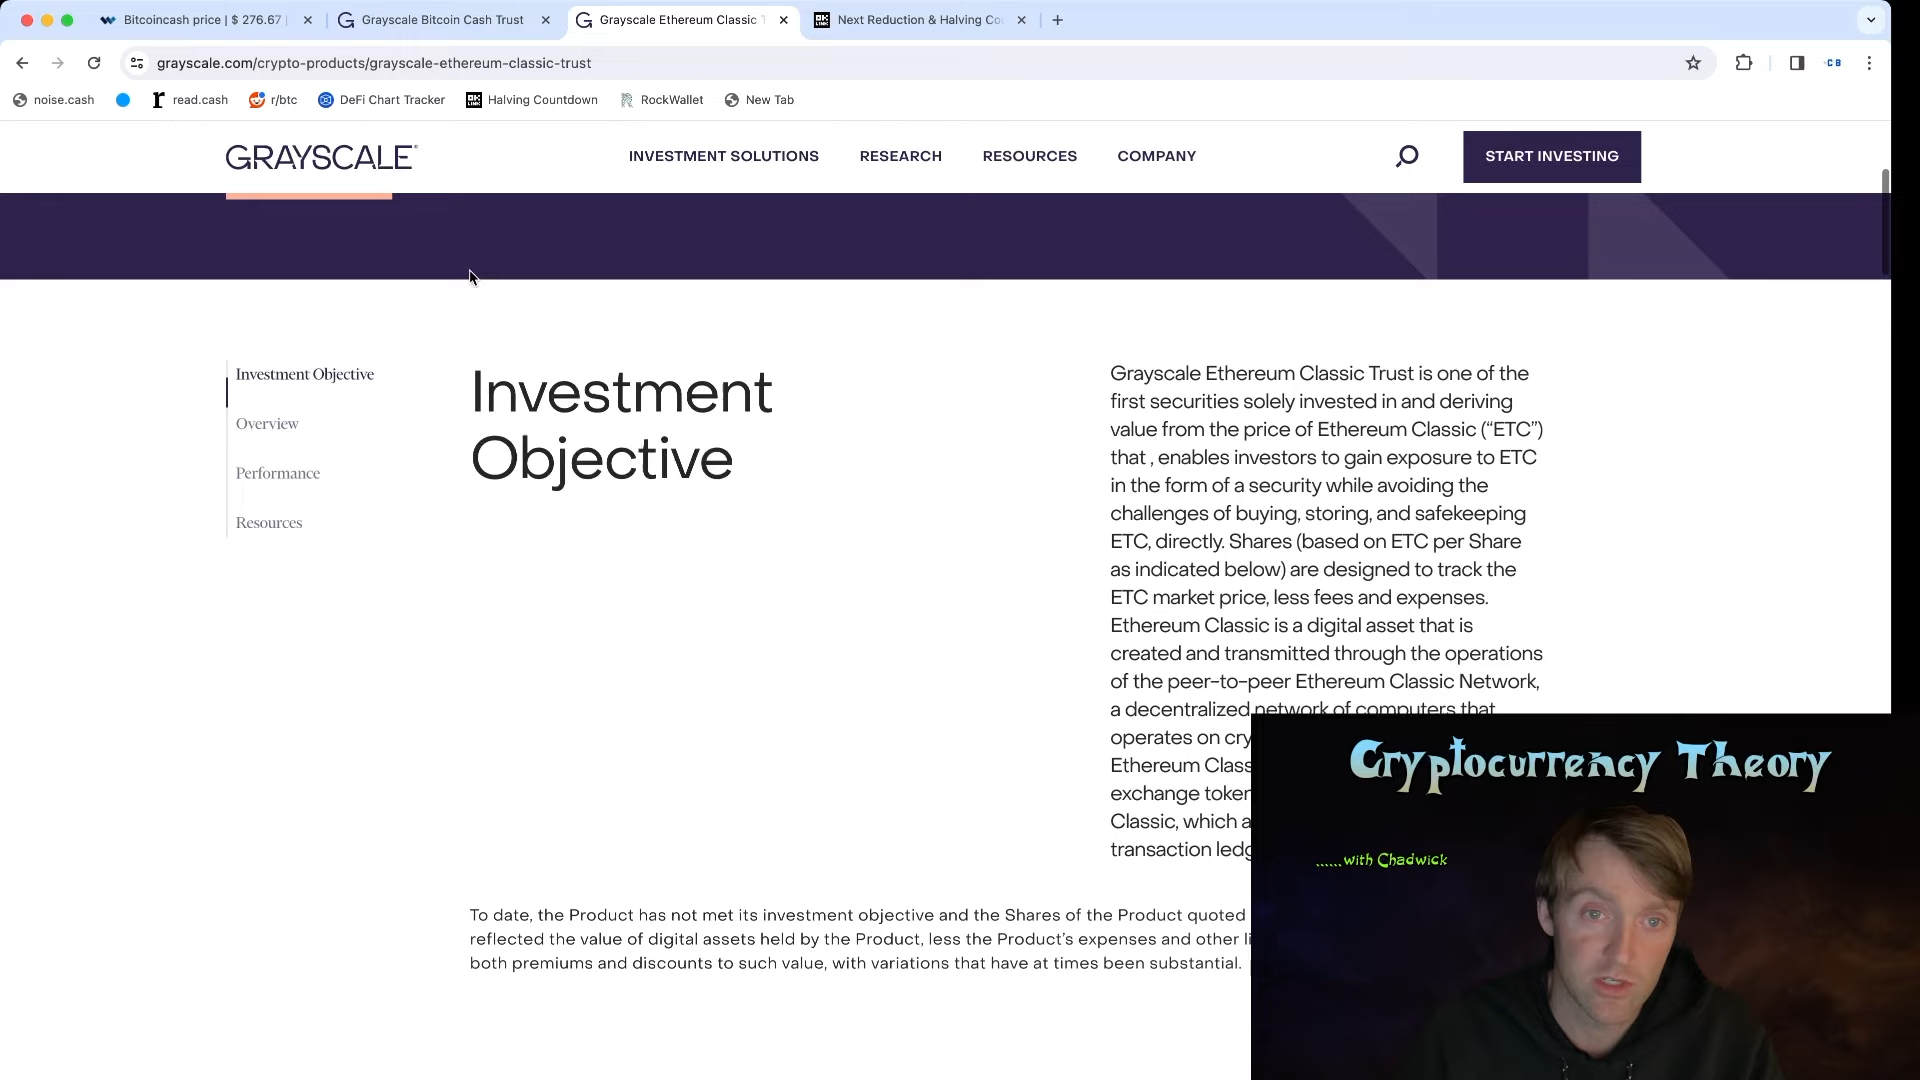 Bitcoincash price | $ 276.67
Grayscale Bitcoin Cash Trust
Grayscale Ethereum Classic
Next Reduction & Halving
grayscale.com/crypto-products/grayscale-ethereum-classic-trust
CB
noise.cash
read.cash
r/btc
DeFi Chart Tracker
Halving Countdown
RockWallet
New Tab
GRAYSCALE
INVESTMENT SOLUTIONS
RESEARCH
RESOURCES
COMPANY
START INVESTING
Investment Objective
Overview
Performance
Resources
Investment
Objective
Grayscale Ethereum Classic Trust is one of the
first securities solely invested in and deriving
value from the price of Ethereum Classic (“ETC”)
that , enables investors to gain exposure to ETC
in the form of a security while avoiding the
challenges of buying, storing, and safekeeping
ETC, directly. Shares (based on ETC per Share
as indicated below) are designed to track the
ETC market price, less fees and expenses.
Ethereum Classic is a digital asset that is
created and transmitted through the operations
of the peer-to-peer Ethereum Classic Network,
a decentralized network of computers that
operates on
Ethereum
exchange
Classic, which
transaction
To date, the Product has not met its investment objective and the Shares of the Product quoted
reflected the value of digital assets held by the Product, less the Product’s expenses and other
both premiums and discounts to such value, with variations that have at times been substantial.
Cryptocurrency Theory
......with Chadwick